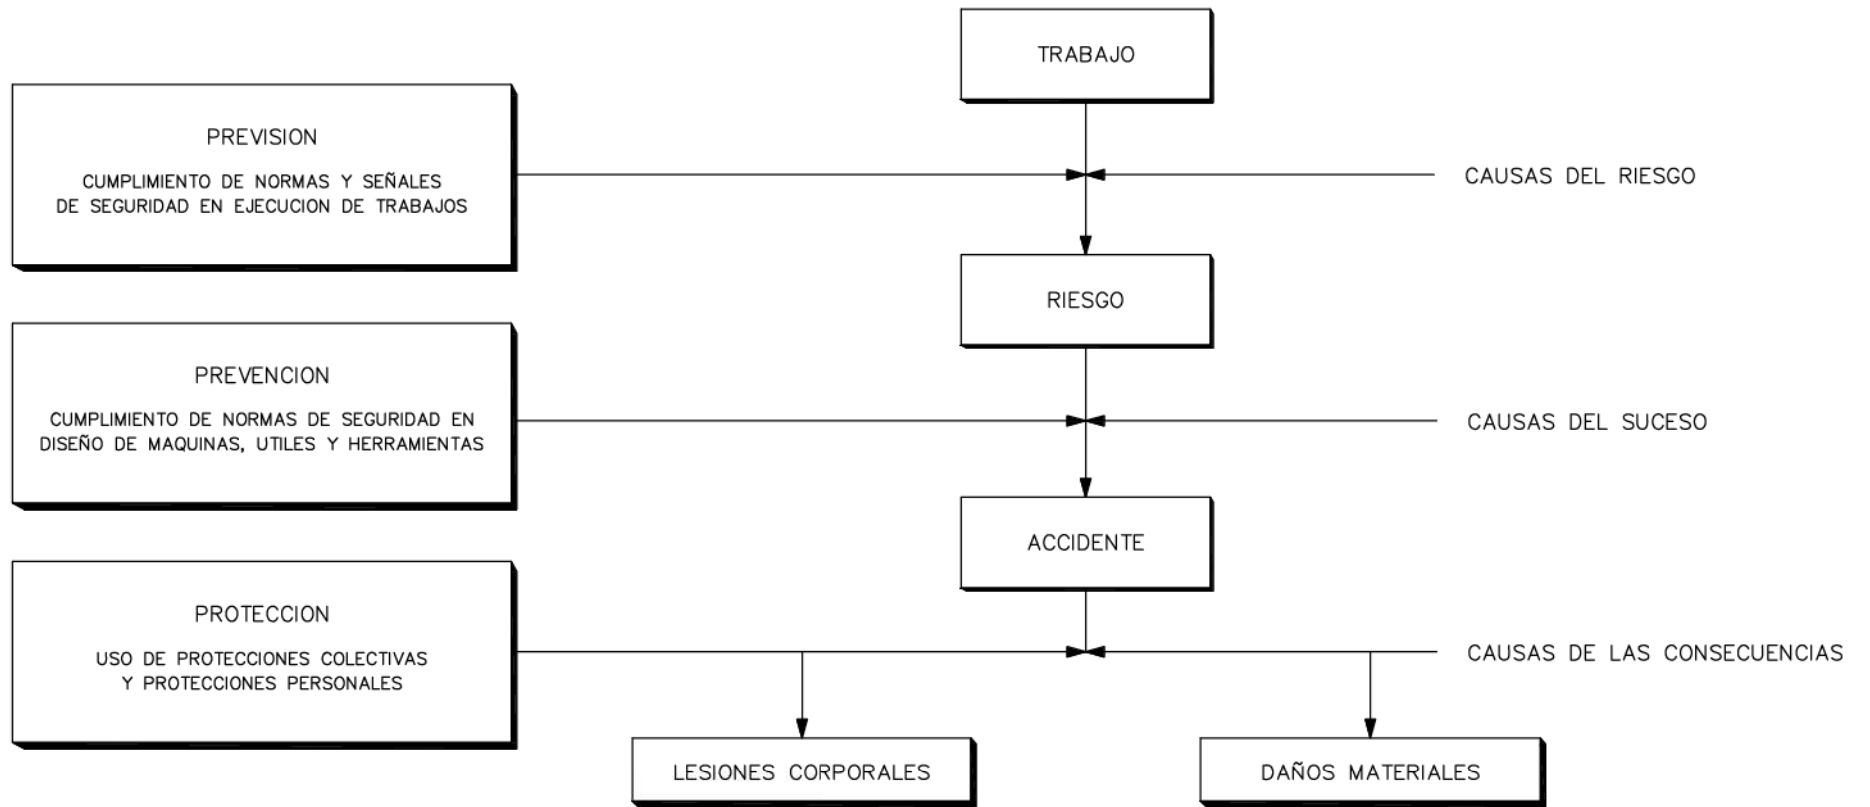 TRABAJO
PREVISION
CUMPLIMIENTO DE NORMAS Y SEÑALES
DE SEGURIDAD EN EJECUCION DE TRABAJOS
CAUSAS DEL RIESGO
RIESGO
PREVENCION
CUMPLIMIENTO DE NORMAS DE SEGURIDAD EN
DISEÑO DE MAQUINAS, UTILES Y HERRAMIENTAS
CAUSAS DEL SUCESO
ACCIDENTE
PROTECCION
USO DE PROTECCIONES COLECTIVAS
Y PROTECCIONES PERSONALES
CAUSAS DE LAS CONSECUENCIAS
LESIONES CORPORALES
DAÑOS MATERIALES